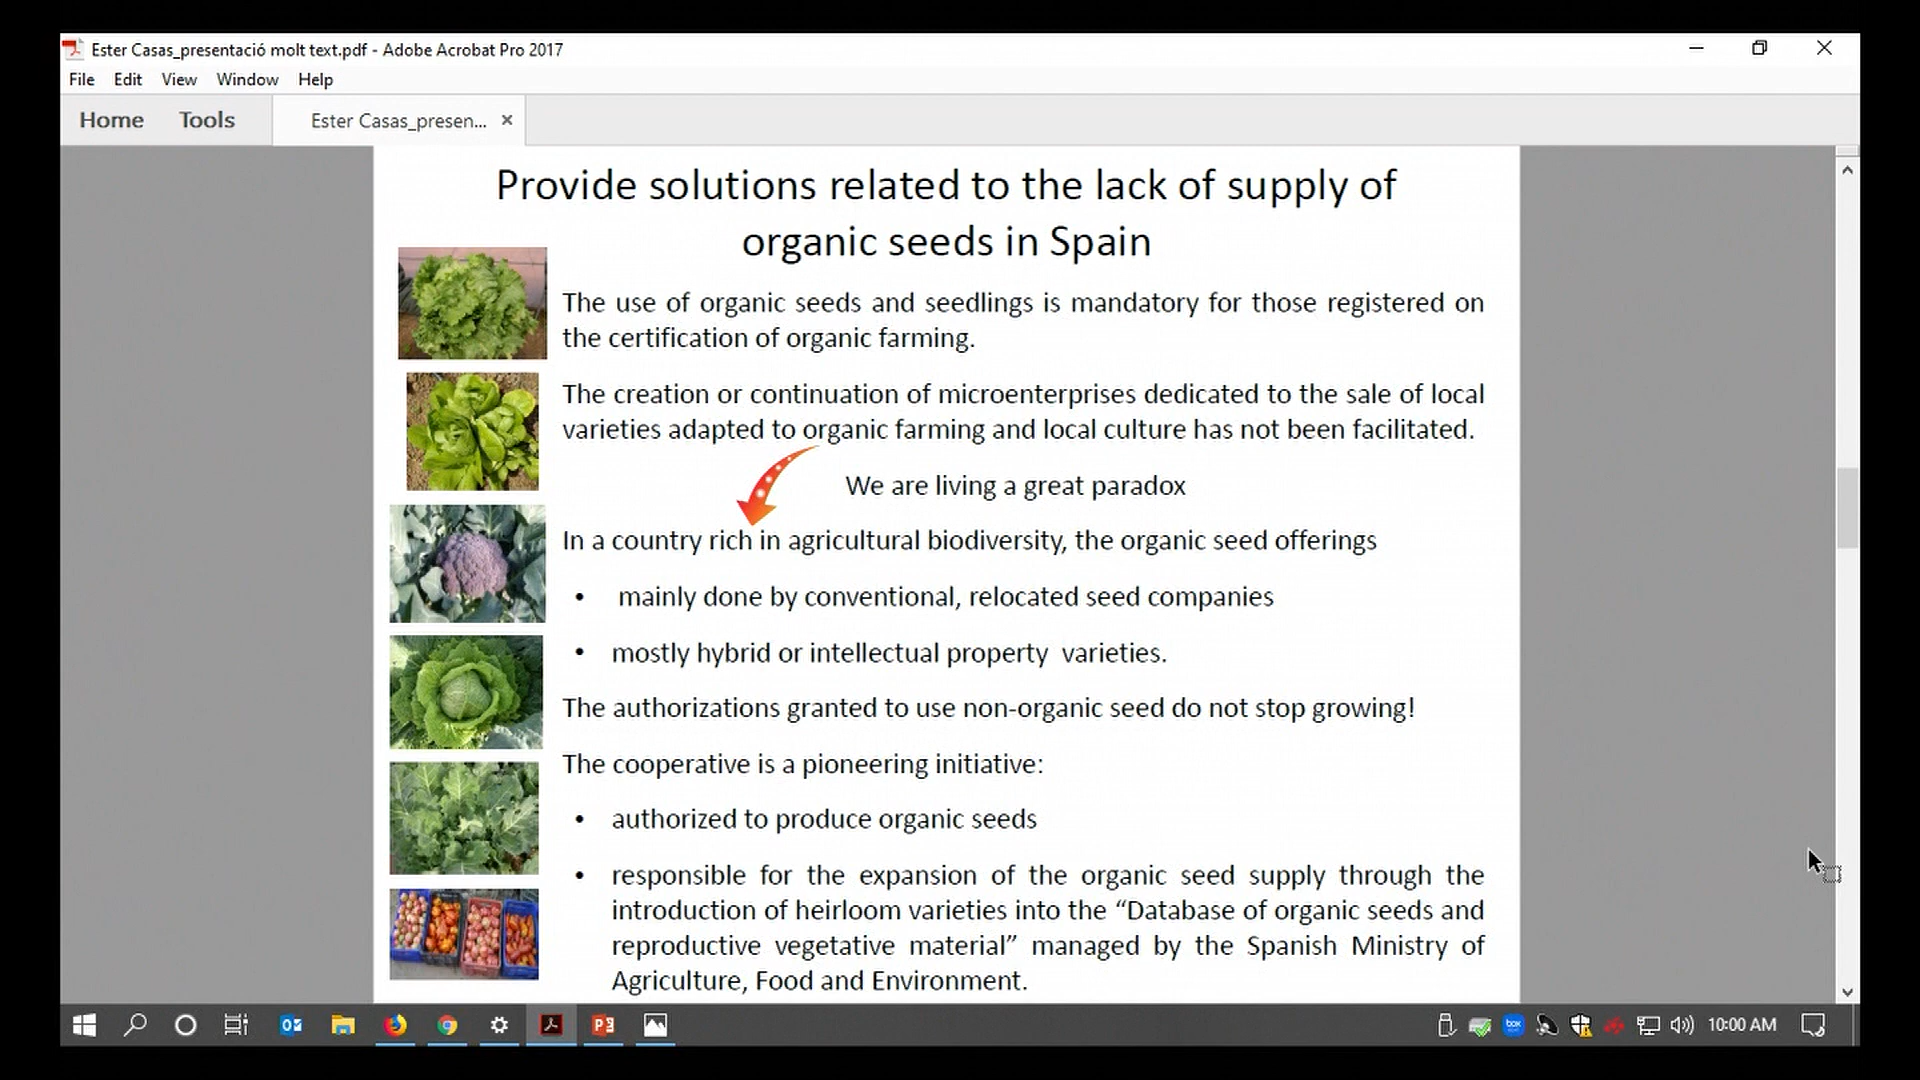 Ester Casas_presentació molt text.pdf - Adobe Acrobat Pro 2017
File Edit View Window Help
Home Tools Ester Casas_presen... ×
Provide solutions related to the lack of supply of
organic seeds in Spain
The use of organic seeds and seedlings is mandatory for those registered on
the certification of organic farming.
The creation or continuation of microenterprises dedicated to the sale of local
varieties adapted to organic farming and local culture has not been facilitated.
We are living a great paradox
In a country rich in agricultural biodiversity, the organic seed offerings
• mainly done by conventional, relocated seed companies
• mostly hybrid or intellectual property varieties.
The authorizations granted to use non-organic seed do not stop growing!
The cooperative is a pioneering initiative:
• authorized to produce organic seeds
• responsible for the expansion of the organic seed supply through the
introduction of heirloom varieties into the “Database of organic seeds and
reproductive vegetative material” managed by the Spanish Ministry of
Agriculture, Food and Environment.
box 10:00 AM